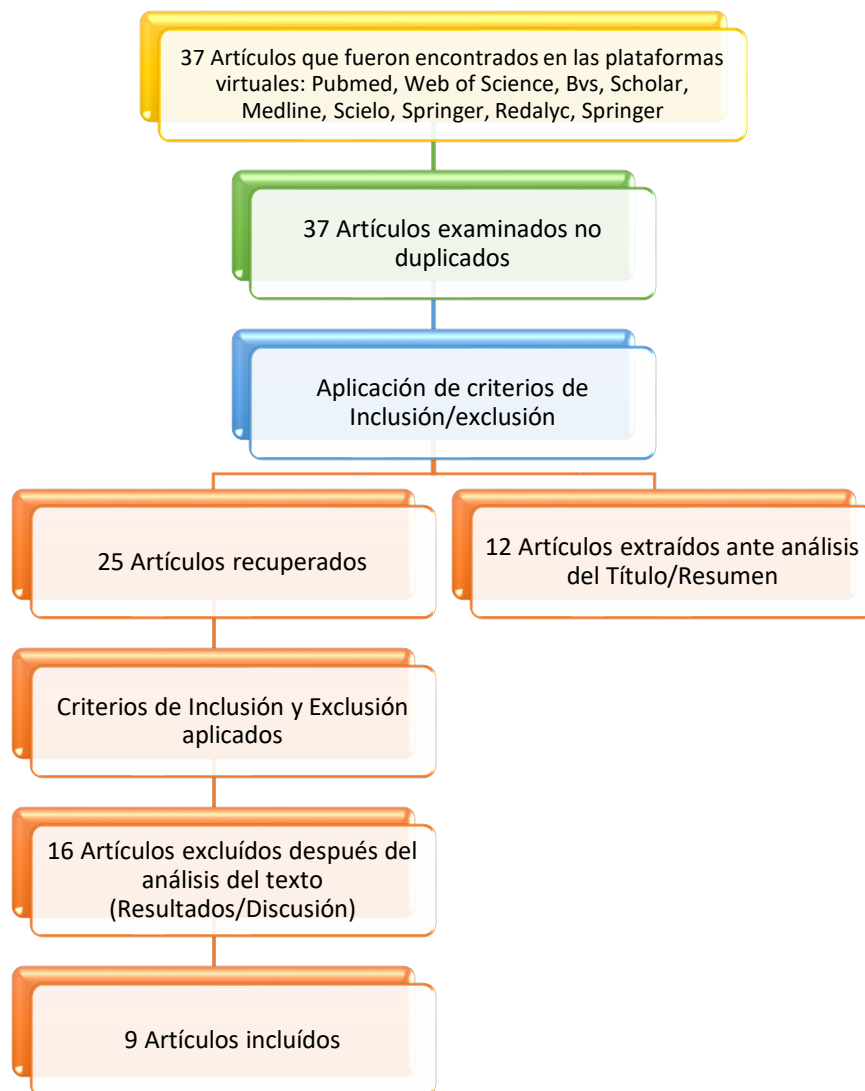 37 Artículos que fueron encontrados en las plataformas
virtuales: Pubmed, Web of Science, Bvs, Scholar,
Medline, Scielo, Springer, Redalyc, Springer
37 Artículos examinados no
duplicados
Aplicación de criterios de
Inclusión/exclusión
25 Artículos recuperados
12 Artículos extraídos ante análisis
del Título/Resumen
Criterios de Inclusión y Exclusión
aplicados
16 Artículos excluídos después del
análisis del texto
(Resultados/Discusión)
9 Artículos incluídos